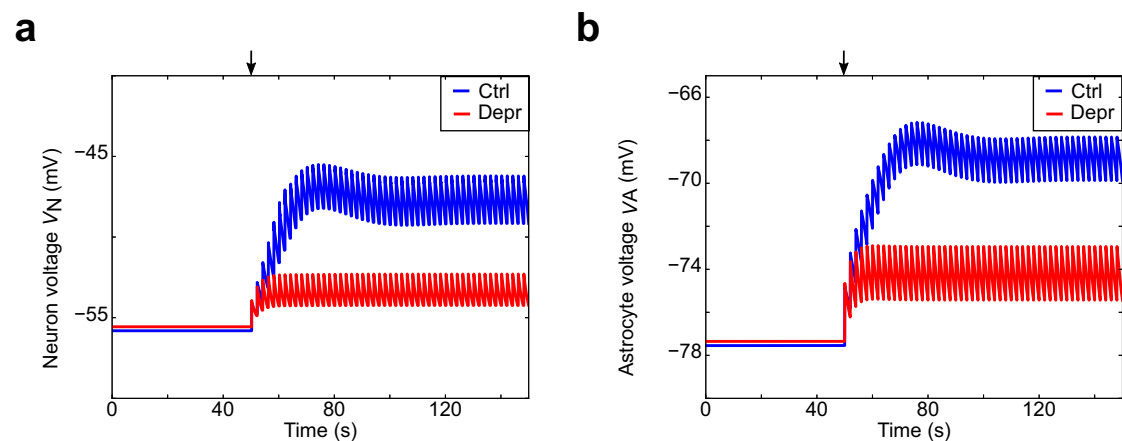 a
Ctrl
Depr
Neuron voltage VN (mV)
−45
−55
0
40
80
120
Time (s)
b
Ctrl
Depr
Astrocyte voltage VA (mV)
−66
−70
−74
−78
0
40
80
120
Time (s)